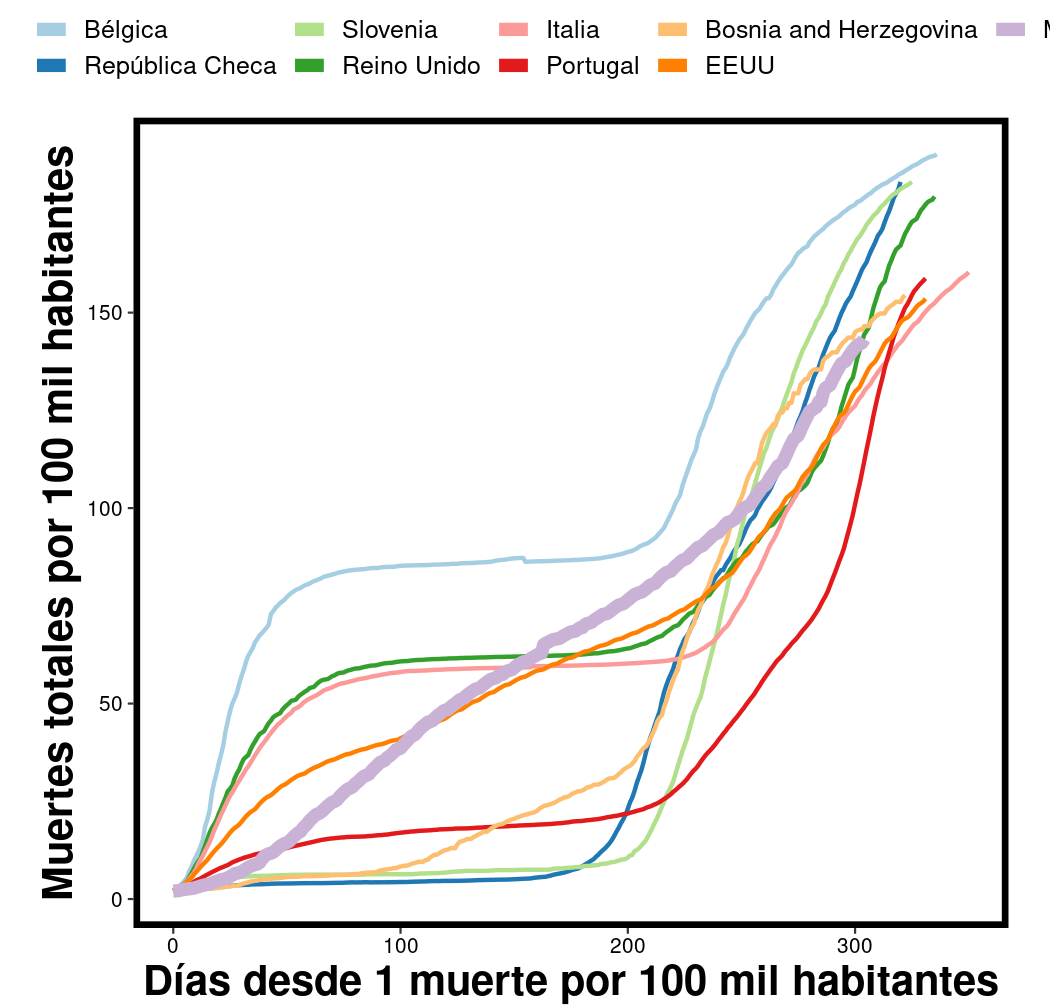 Bélgica Slovenia Italia Bosnia and Herzegovina
República Checa Reino Unido Portugal EEUU
Muertes totales por 100 mil habitantes
150
100
50
0
0 100 200 300
Días desde 1 muerte por 100 mil habitantes